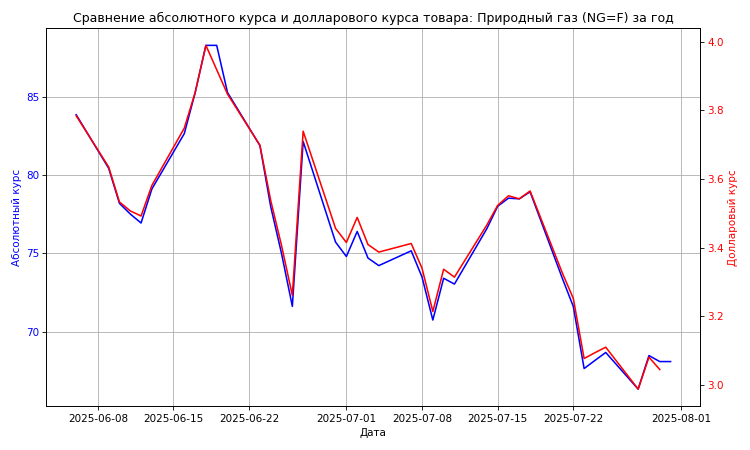 Сравнение абсолютного курса и долларового курса товара: Природный газ (NG=F) за год
Абсолютный курс
85
80
75
70
4.0
3.8
3.6
3.4
3.2
3.0
Долларовый курс
2025-06-08 2025-06-15 2025-06-22 2025-07-01 2025-07-08 2025-07-15 2025-07-22 2025-08-01
Дата